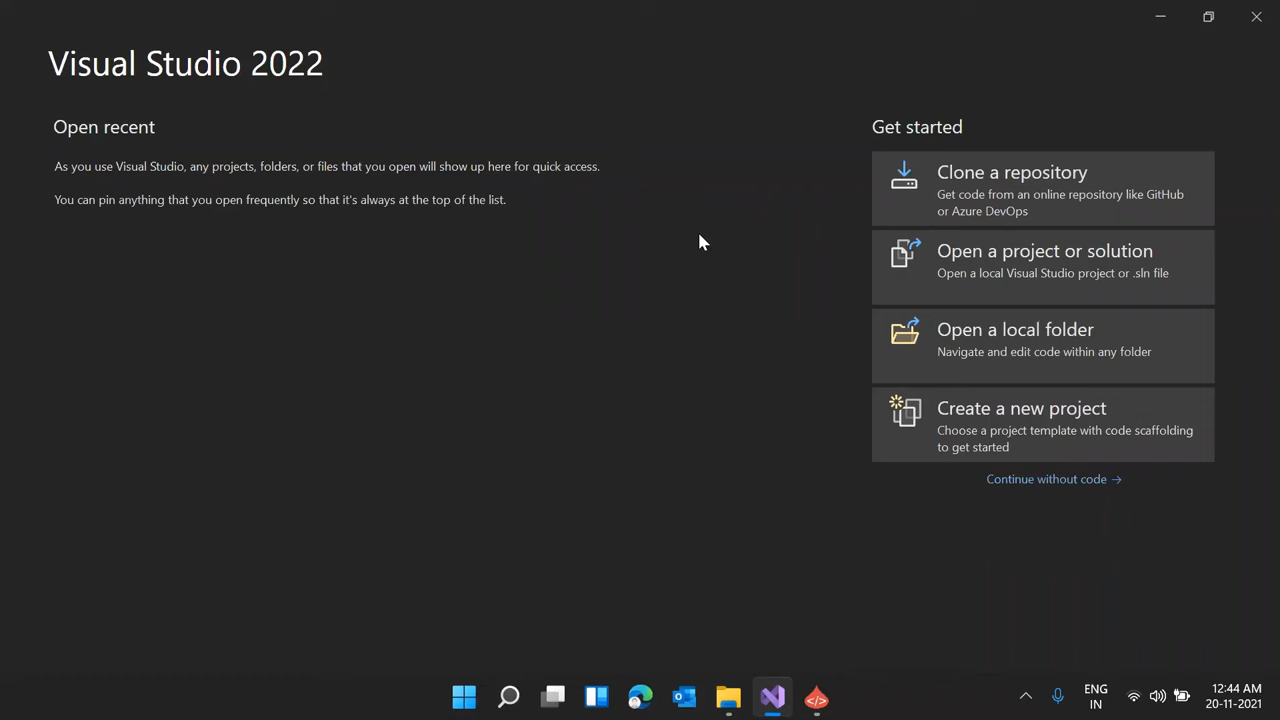 Visual Studio 2022
Open recent
As you use Visual Studio, any projects, folders, or files that you open will show up here for quick access.
You can pin anything that you open frequently so that it's always at the top of the list.
Get started
Clone a repository
Get code from an online repository like GitHub
or Azure DevOps
Open a project or solution
Open a local Visual Studio project or .sln file
Open a local folder
Navigate and edit code within any folder
Create a new project
Choose a project template with code scaffolding
to get started
Continue without code →
ENG
IN
12:44 AM
20-11-2021